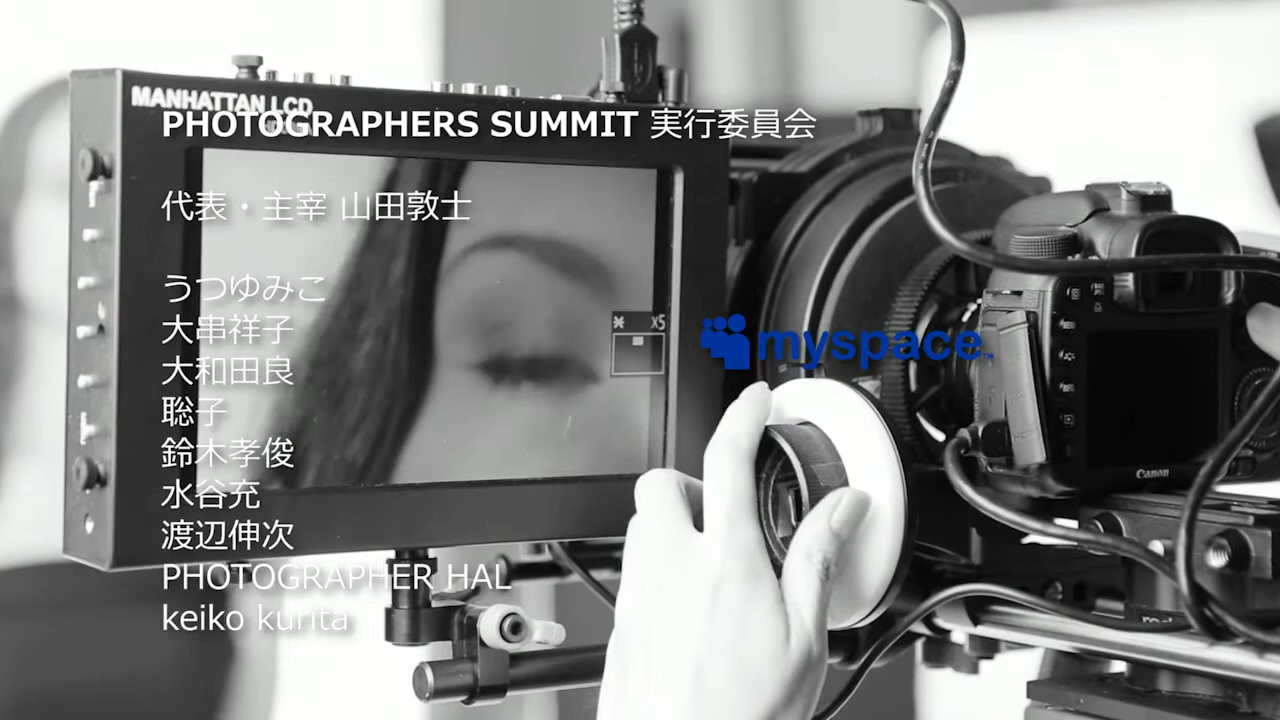 MANHATTAN LCD
PHOTOGRAPHERS SUMMIT 実行委員会
代表・主宰 山田敦士
うつゆみこ
大串祥子
大和田良
聡子
鈴木孝俊
水谷充
渡辺伸次
PHOTOGRAPHER HAL
keiko kurita
X5
myspace™
Canon